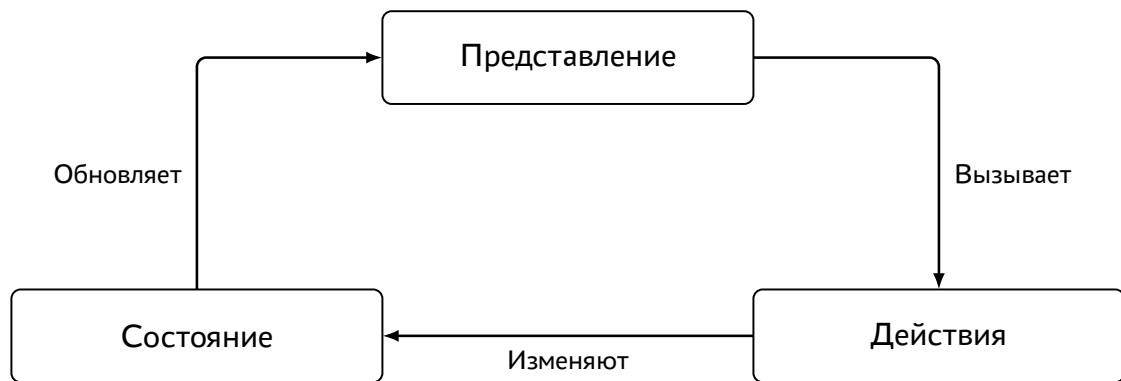 Представление
Обновляет
Вызывает
Состояние
Изменяют
Действия